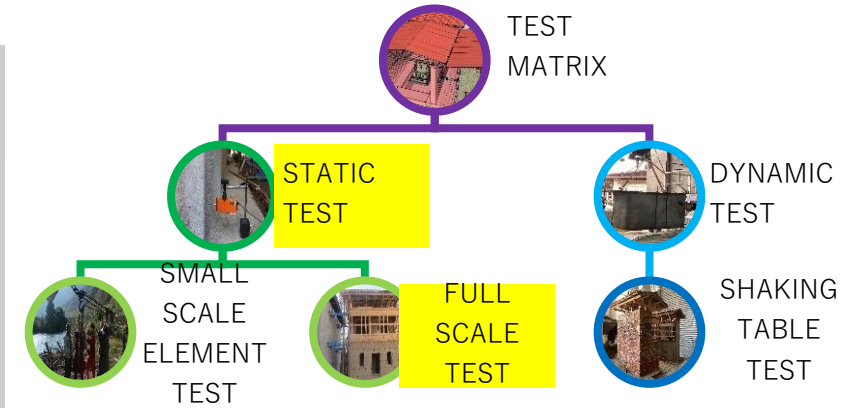 TEST
MATRIX
STATIC
TEST
DYNAMIC
TEST
SMALL
SCALE
ELEMENT
TEST
FULL
SCALE
TEST
SHAKING
TABLE
TEST